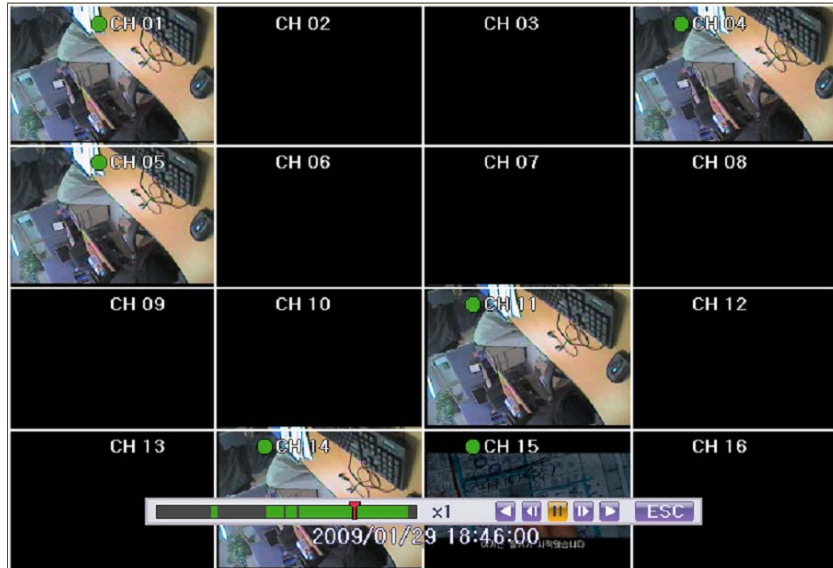 CH 01 CH 02 CH 03 CH 04
CH 05 CH 06 CH 07 CH 08
CH 09 CH 10 CH 11 CH 12
CH 13 CH 14 CH 15 CH 16
x1 ESC
2009/01/29 18:46:00